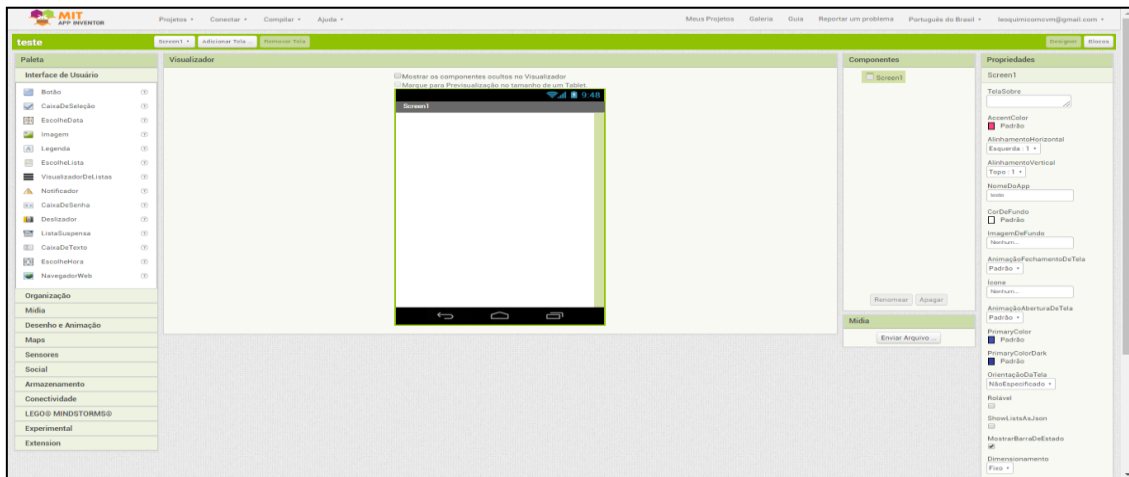 MIT
APP INVENTOR
Projetos Conectar Compilar Ajuda
Meus Projetos Galeria Guia Reportar um problema Português do Brasil leoquimicomcvm@gmail.com
teste
Screen1 Adicionar Tela ... Remover Tela
Designer Blocos
Paleta
Interface de Usuário
Botão
CaixaDeSeleção
EscolheData
Imagem
Legenda
EscolheLista
VisualizadorDeListas
Notificador
CaixaDeSenha
Deslizador
ListaSuspensa
CaixaDeTexto
EscolheHora
NavegadorWeb
Organização
Mídia
Desenho e Animação
Maps
Sensores
Social
Armazenamento
Conectividade
LEGO® MINDSTORMS®
Experimental
Extension
Visualizador
Mostrar os componentes ocultos no Visualizador
Marque para Previsualização no tamanho de um Tablet
9:48
Screen1
Componentes
Screen1
Renomear Apagar
Mídia
Enviar Arquivo ...
Propriedades
Screen1
TelaSobre
AccentColor
Padrão
AlinhamentoHorizontal
Esquerda : 1
AlinhamentoVertical
Topo : 1
NomeDoApp
teste
CorDeFundo
Padrão
ImagemDeFundo
Nenhum...
AnimaçãoFechamentoDeTela
Padrão
Ícone
Nenhum...
AnimaçãoAberturaDeTela
Padrão
PrimaryColor
Padrão
PrimaryColorDark
Padrão
OrientaçãoDaTela
NãoEspecificado
Rolável
ShowListsAsJson
MostrarBarraDeEstado
Dimensionamento
Fixo